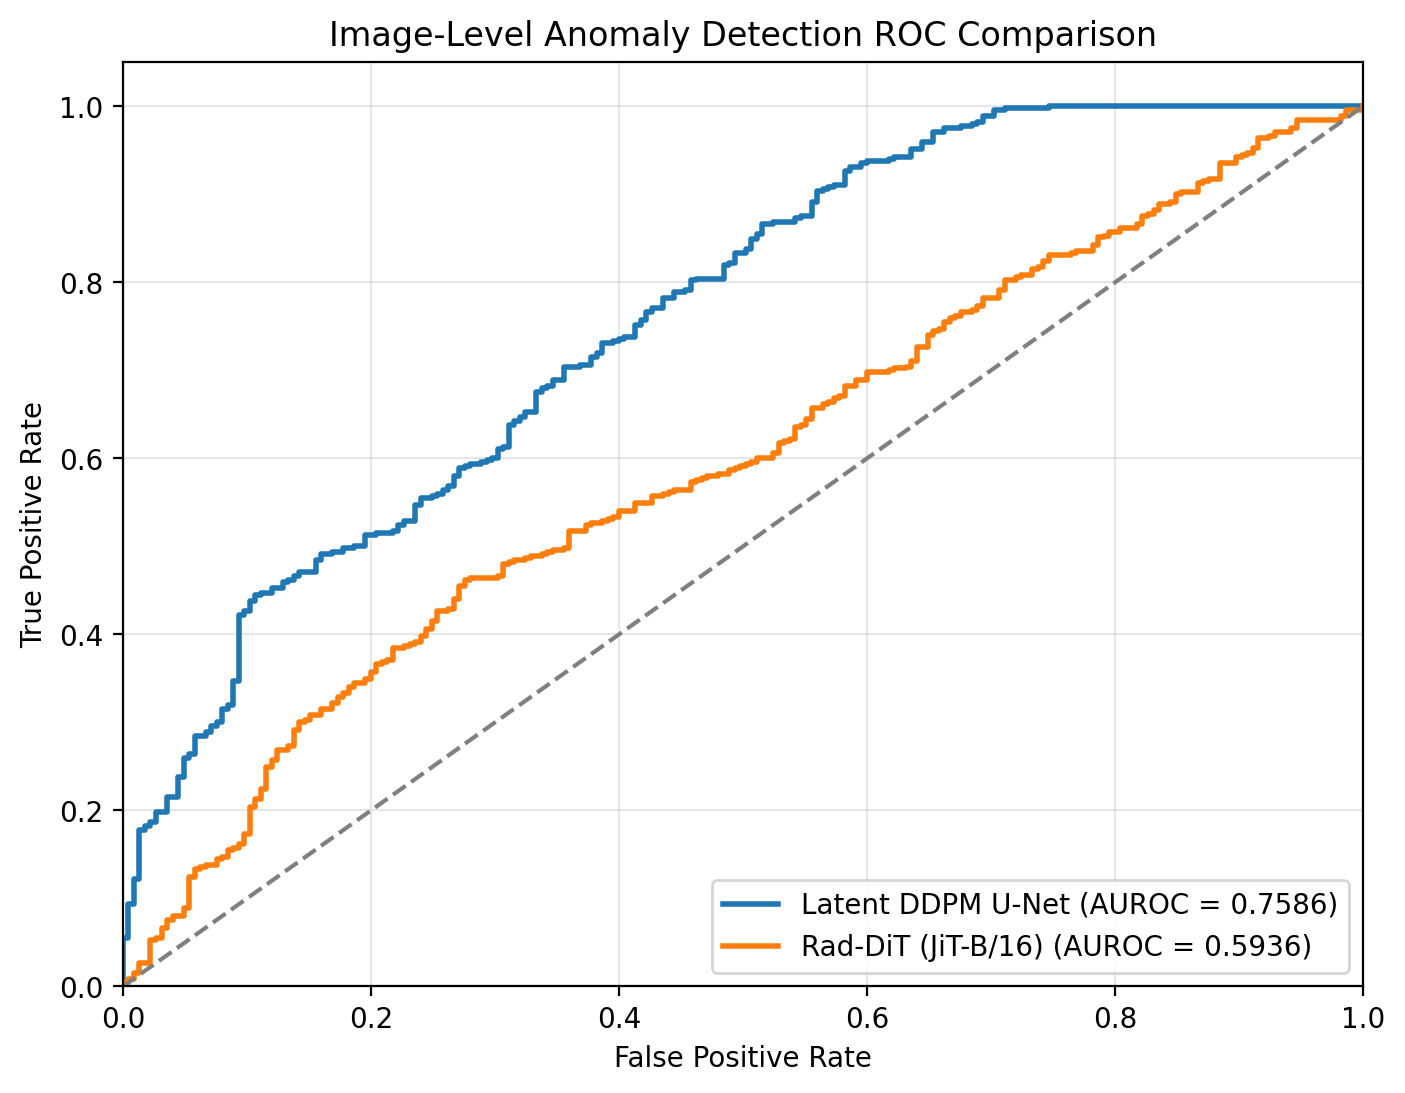 Image-Level Anomaly Detection ROC Comparison
1.0
0.8
0.6
0.4
0.2
0.0
True Positive Rate
0.0 0.2 0.4 0.6 0.8 1.0
False Positive Rate
Latent DDPM U-Net (AUROC = 0.7586)
Rad-DiT (JiT-B/16) (AUROC = 0.5936)